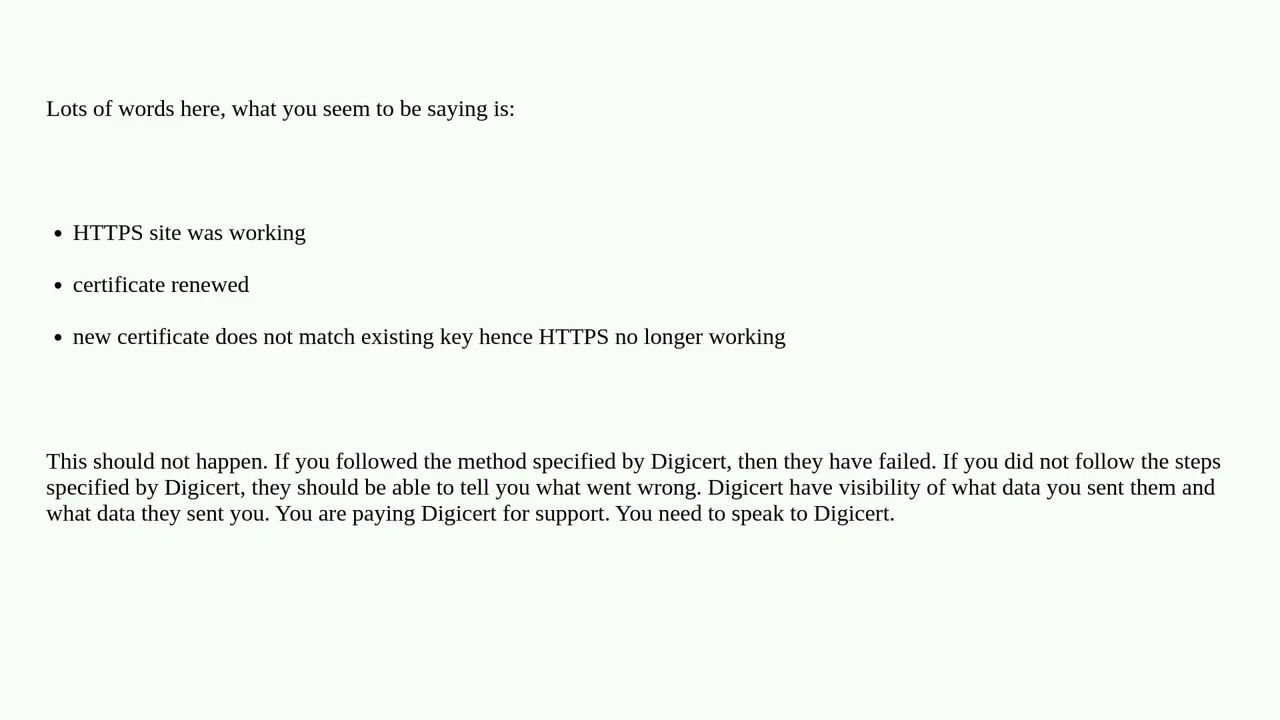 Lots of words here, what you seem to be saying is:
• HTTPS site was working
• certificate renewed
• new certificate does not match existing key hence HTTPS no longer working
This should not happen. If you followed the method specified by Digicert, then they have failed. If you did not follow the steps
specified by Digicert, they should be able to tell you what went wrong. Digicert have visibility of what data you sent them and
what data they sent you. You are paying Digicert for support. You need to speak to Digicert.